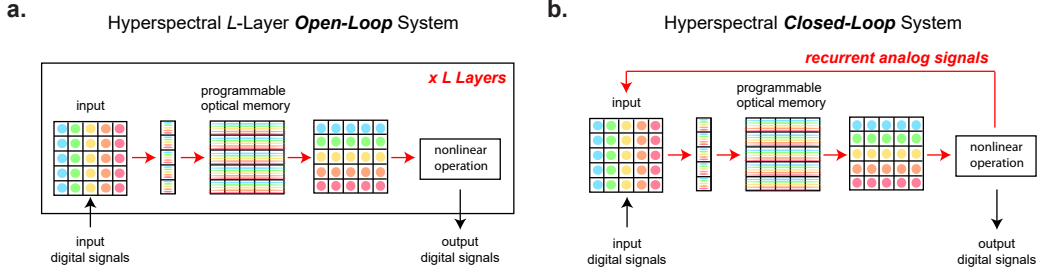 a.
Hyperspectral L-Layer Open-Loop System
x L Layers
input
programmable
optical memory
nonlinear
operation
input
digital signals
output
digital signals
b.
Hyperspectral Closed-Loop System
recurrent analog signals
input
programmable
optical memory
nonlinear
operation
input
digital signals
output
digital signals